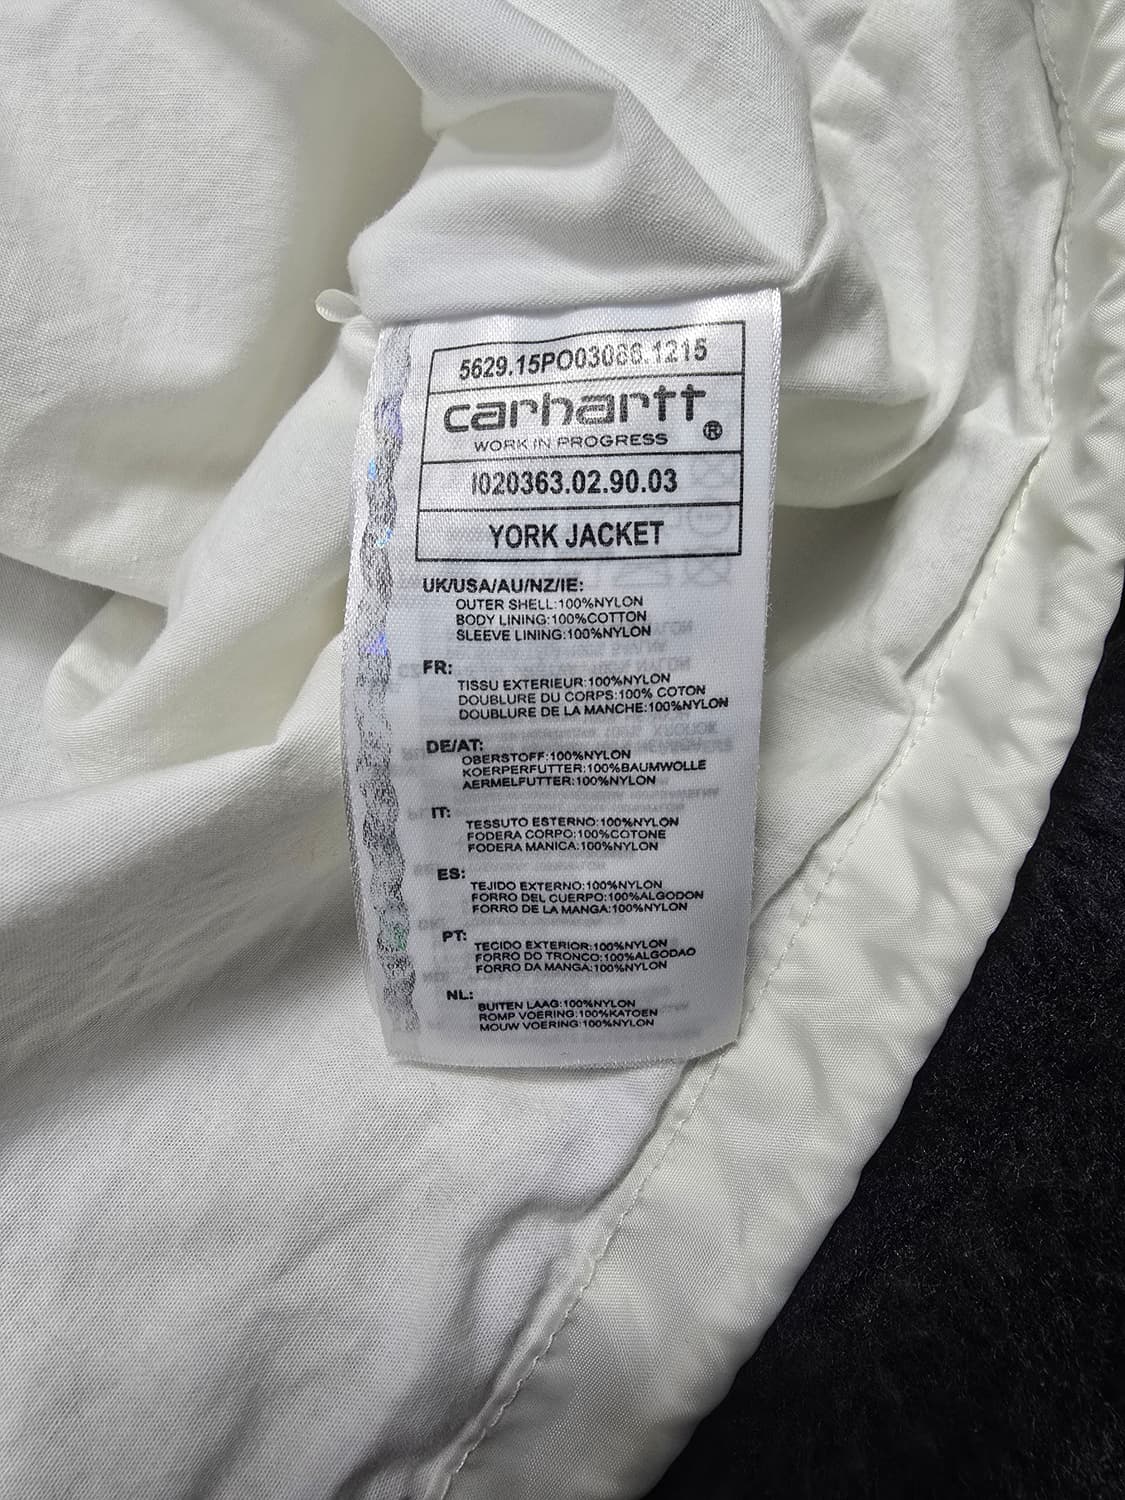 5629.15PO03086.1215
carhartt
WORK IN PROGRESS ®
I020363.02.90.03
YORK JACKET
UK/USA/AU/NZ/IE:
OUTER SHELL:100%NYLON
BODY LINING:100%COTTON
SLEEVE LINING:100%NYLON
FR:
TISSU EXTERIEUR:100%NYLON
DOUBLURE DU CORPS:100% COTON
DOUBLURE DE LA MANCHE:100%NYLON
DE/AT:
OBERSTOFF:100%NYLON
KOERPERFUTTER:100%BAUMWOLLE
AERMELFUTTER:100%NYLON
IT:
TESSUTO ESTERNO:100%NYLON
FODERA CORPO:100%COTONE
FODERA MANICA:100%NYLON
ES:
TEJIDO EXTERNO:100%NYLON
FORRO DEL CUERPO:100%ALGODON
FORRO DE LA MANGA:100%NYLON
PT:
TECIDO EXTERIOR:100%NYLON
FORRO DO TRONCO:100%ALGODAO
FORRO DA MANGA:100%NYLON
NL:
BUITEN LAAG:100%NYLON
ROMP VOERING:100%KATOEN
MOUW VOERING:100%NYLON